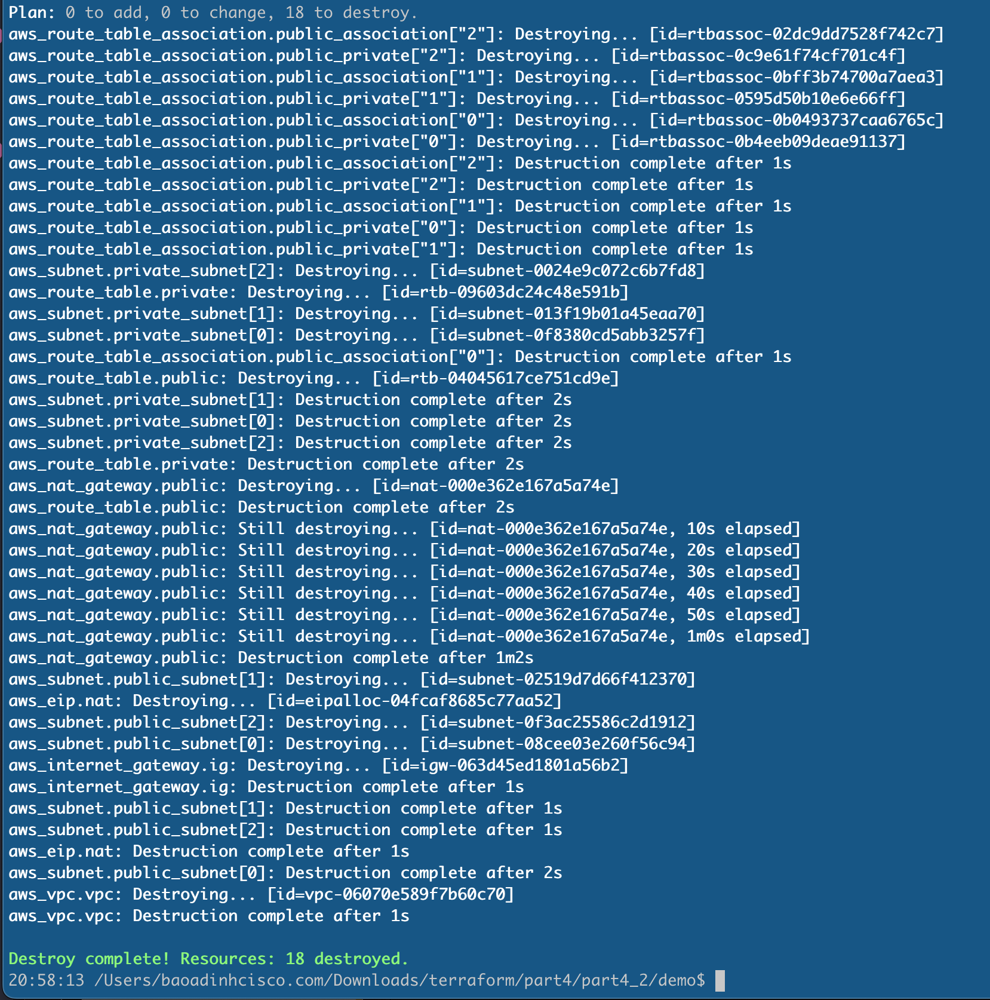 Plan: 0 to add, 0 to change, 18 to destroy.
aws_route_table_association.public_association["2"]: Destroying... [id=rtbassoc-02dc9dd7528f742c7]
aws_route_table_association.public_private["2"]: Destroying... [id=rtbassoc-0c9e61f74cf701c4f]
aws_route_table_association.public_association["1"]: Destroying... [id=rtbassoc-0bff3b74700a7aea3]
aws_route_table_association.public_private["1"]: Destroying... [id=rtbassoc-0595d50b10e6e66ff]
aws_route_table_association.public_association["0"]: Destroying... [id=rtbassoc-0b0493737caa6765c]
aws_route_table_association.public_private["0"]: Destroying... [id=rtbassoc-0b4eeb09deae91137]
aws_route_table_association.public_association["2"]: Destruction complete after 1s
aws_route_table_association.public_private["2"]: Destruction complete after 1s
aws_route_table_association.public_association["1"]: Destruction complete after 1s
aws_route_table_association.public_private["0"]: Destruction complete after 1s
aws_route_table_association.public_private["1"]: Destruction complete after 1s
aws_subnet.private_subnet[2]: Destroying... [id=subnet-0024e9c072c6b7fd8]
aws_route_table.private: Destroying... [id=rtb-09603dc24c48e591b]
aws_subnet.private_subnet[1]: Destroying... [id=subnet-013f19b01a45eaa70]
aws_subnet.private_subnet[0]: Destroying... [id=subnet-0f8380cd5abb3257f]
aws_route_table_association.public_association["0"]: Destruction complete after 1s
aws_route_table.public: Destroying... [id=rtb-04045617ce751cd9e]
aws_subnet.private_subnet[1]: Destruction complete after 2s
aws_subnet.private_subnet[0]: Destruction complete after 2s
aws_subnet.private_subnet[2]: Destruction complete after 2s
aws_route_table.private: Destruction complete after 2s
aws_nat_gateway.public: Destroying... [id=nat-000e362e167a5a74e]
aws_route_table.public: Destruction complete after 2s
aws_nat_gateway.public: Still destroying... [id=nat-000e362e167a5a74e, 10s elapsed]
aws_nat_gateway.public: Still destroying... [id=nat-000e362e167a5a74e, 20s elapsed]
aws_nat_gateway.public: Still destroying... [id=nat-000e362e167a5a74e, 30s elapsed]
aws_nat_gateway.public: Still destroying... [id=nat-000e362e167a5a74e, 40s elapsed]
aws_nat_gateway.public: Still destroying... [id=nat-000e362e167a5a74e, 50s elapsed]
aws_nat_gateway.public: Still destroying... [id=nat-000e362e167a5a74e, 1m0s elapsed]
aws_nat_gateway.public: Destruction complete after 1m2s
aws_subnet.public_subnet[1]: Destroying... [id=subnet-02519d7d66f412370]
aws_eip.nat: Destroying... [id=eipalloc-04fcaf8685c77aa52]
aws_subnet.public_subnet[2]: Destroying... [id=subnet-0f3ac25586c2d1912]
aws_subnet.public_subnet[0]: Destroying... [id=subnet-08cee03e260f56c94]
aws_internet_gateway.ig: Destroying... [id=igw-063d45ed1801a56b2]
aws_internet_gateway.ig: Destruction complete after 1s
aws_subnet.public_subnet[1]: Destruction complete after 1s
aws_subnet.public_subnet[2]: Destruction complete after 1s
aws_eip.nat: Destruction complete after 1s
aws_subnet.public_subnet[0]: Destruction complete after 2s
aws_vpc.vpc: Destroying... [id=vpc-06070e589f7b60c70]
aws_vpc.vpc: Destruction complete after 1s
Destroy complete! Resources: 18 destroyed.
20:58:13 /Users/baoadinhcisco.com/Downloads/terraform/part4/part4_2/demo$